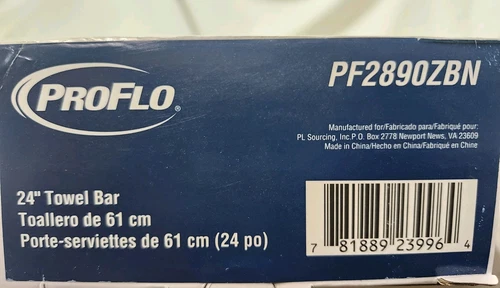 PROFLO®
PF2890ZBN
Manufactured for/Fabricado para/Fabriqué pour:
PL Sourcing, Inc.P.O. Box 2778 Newport News, VA 23609
Made in China/Hecho en China/Fabriqué en Chine
24" Towel Bar
Toallero de 61 cm
Porte-serviettes de 61 cm (24 po)
7 81889 23996 4